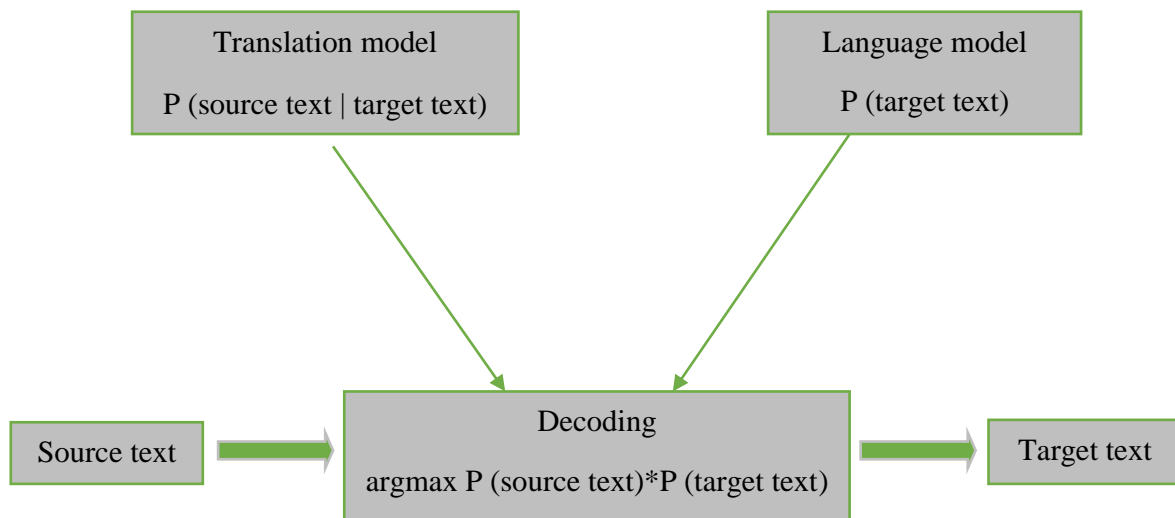 Translation model
P (source text | target text)
Language model
P (target text)
Source text
Decoding
argmax P (source text)*P (target text)
Target text